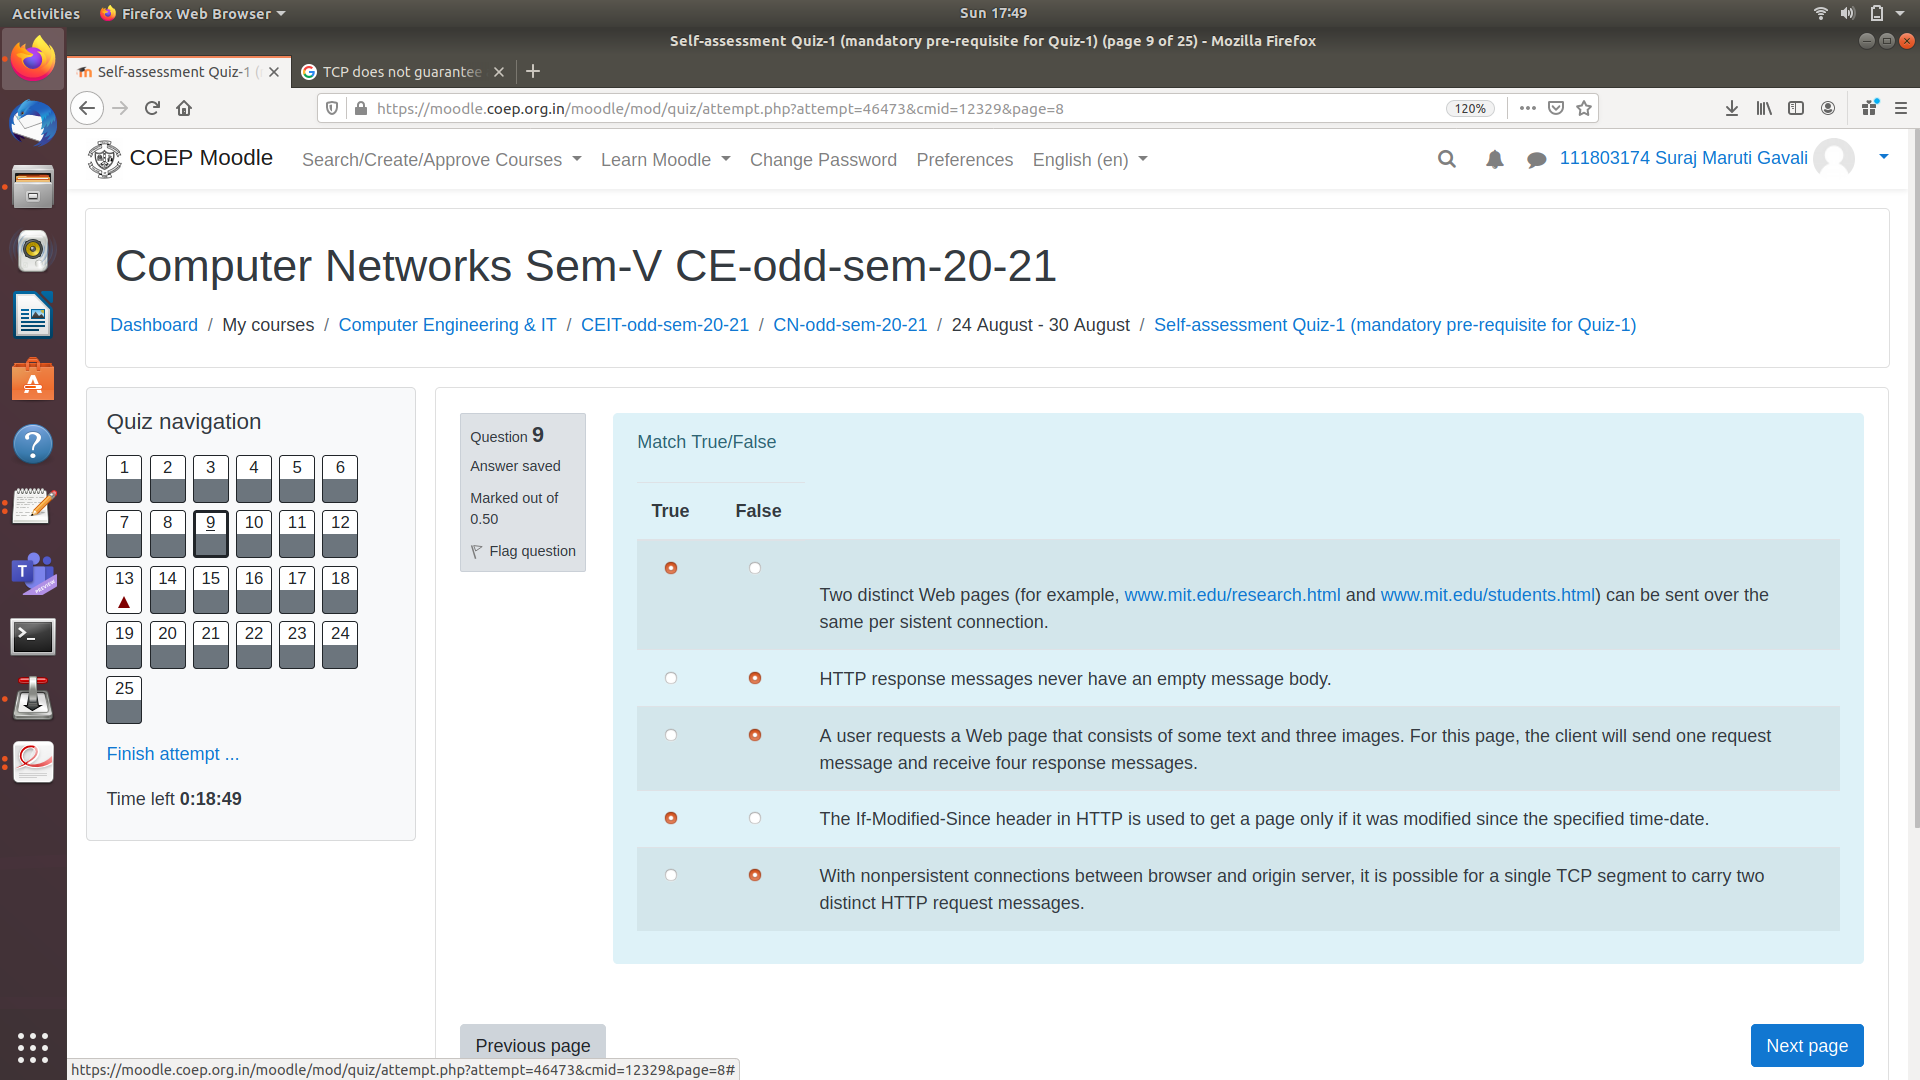 Activities
Firefox Web Browser
Sun 17:49
Self-assessment Quiz-1 (mandatory pre-requisite for Quiz-1) (page 9 of 25) - Mozilla Firefox
Self-assessment Quiz-1 (
TCP does not guarantee
https://moodle.coep.org.in/moodle/mod/quiz/attempt.php?attempt=46473&cmid=12329&page=8
120%
COEP Moodle
Search/Create/Approve Courses
Learn Moodle
Change Password
Preferences
English (en)
111803174 Suraj Maruti Gavali
Computer Networks Sem-V CE-odd-sem-20-21
Dashboard / My courses / Computer Engineering & IT / CEIT-odd-sem-20-21 / CN-odd-sem-20-21 / 24 August - 30 August / Self-assessment Quiz-1 (mandatory pre-requisite for Quiz-1)
Quiz navigation
1 2 3 4 5 6
7 8 9 10 11 12
13 14 15 16 17 18
19 20 21 22 23 24
25
Finish attempt ...
Time left 0:18:49
Question 9
Answer saved
Marked out of
0.50
Flag question
Match True/False
True False
Two distinct Web pages (for example, www.mit.edu/research.html and www.mit.edu/students.html) can be sent over the
same per sistent connection.
HTTP response messages never have an empty message body.
A user requests a Web page that consists of some text and three images. For this page, the client will send one request
message and receive four response messages.
The If-Modified-Since header in HTTP is used to get a page only if it was modified since the specified time-date.
With nonpersistent connections between browser and origin server, it is possible for a single TCP segment to carry two
distinct HTTP request messages.
Previous page
Next page
https://moodle.coep.org.in/moodle/mod/quiz/attempt.php?attempt=46473&cmid=12329&page=8#